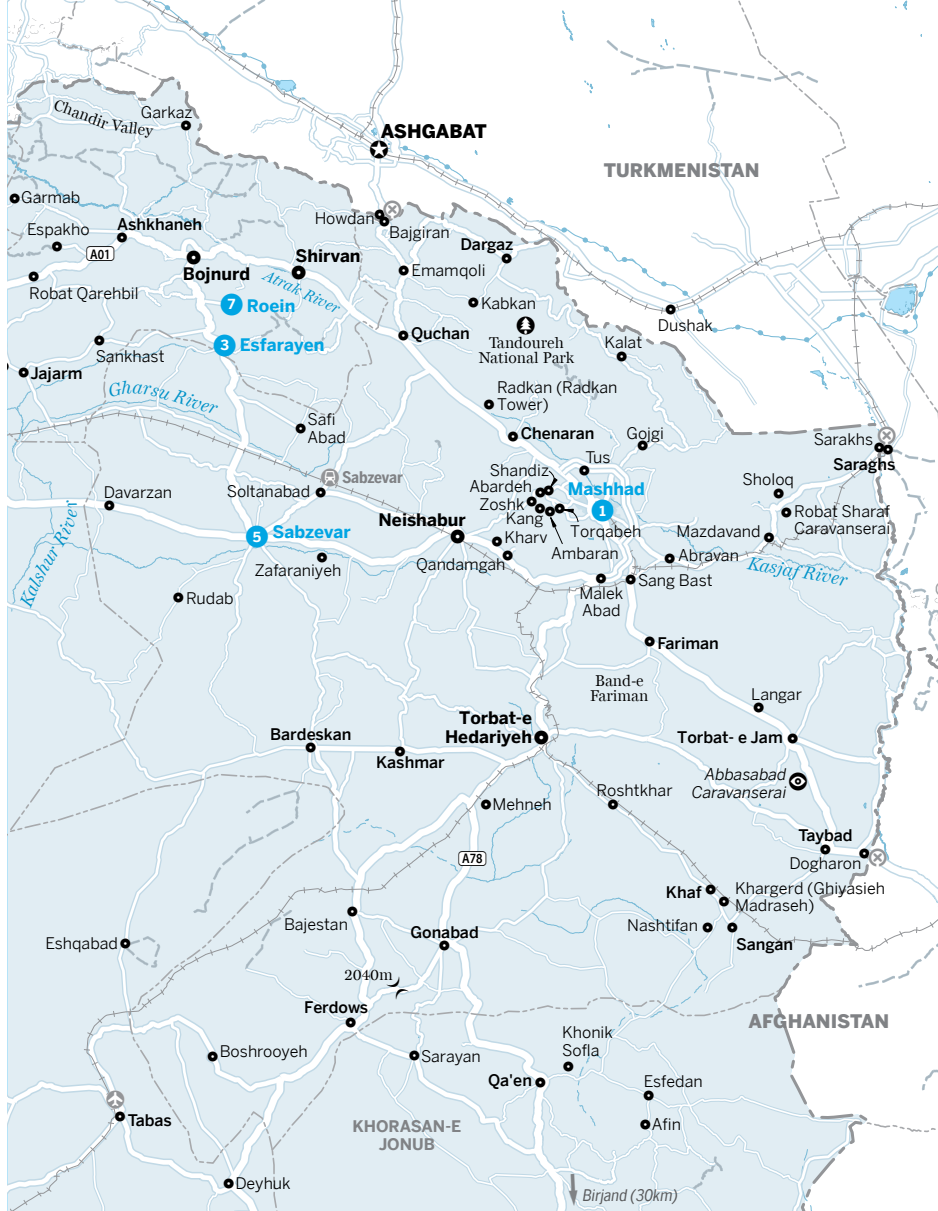 Chandir Valley
Garkaz
ASHGABAT
TURKMENISTAN
Garmab
Howdan
Bajgiran
Espakho
Ashkhaneh
Dargaz
A01
Bojnurd
Shirvan
Emamqoli
Robat Qarehbil
Atrak River
7 Roein
Kabkan
Dushak
Tandoureh
National Park
Quchan
Kalat
Sankhast
3 Esfarayen
Jajarm
Gharsu River
Radkan (Radkan
Tower)
Safi
Abad
Chenaran
Gojgi
Sarakhs
Saraghs
Tus
Shandiz
Abardeh
Sabzevar
Soltanabad
Mashhad
1
Sholoq
Davarzan
Zoshk
Kang
Torqabeh
Robat Sharaf
Caravanserai
Neishabur
5 Sabzevar
Kharv
Ambaran
Mazdavand
Abravan
Zafaraniyeh
Qandamgah
Kasjaf River
Kalshur River
Malek
Abad
Sang Bast
Rudab
Fariman
Band-e
Fariman
Langar
Torbat-e
Hedariyeh
Bardeskan
Torbat- e Jam
Kashmar
Abbasabad
Caravanserai
Mehneh
Roshtkhar
Taybad
Dogharon
A78
Khaf
Khargerd (Ghiyasieh
Madraseh)
Bajestan
Nashtifan
Sangan
Eshqabad
Gonabad
2040m
Ferdows
AFGHANISTAN
Khonik
Sofla
Boshrooyeh
Sarayan
Qa'en
Esfedan
Tabas
KHORASAN-E
JONUB
Afin
Deyhuk
Birjand (30km)